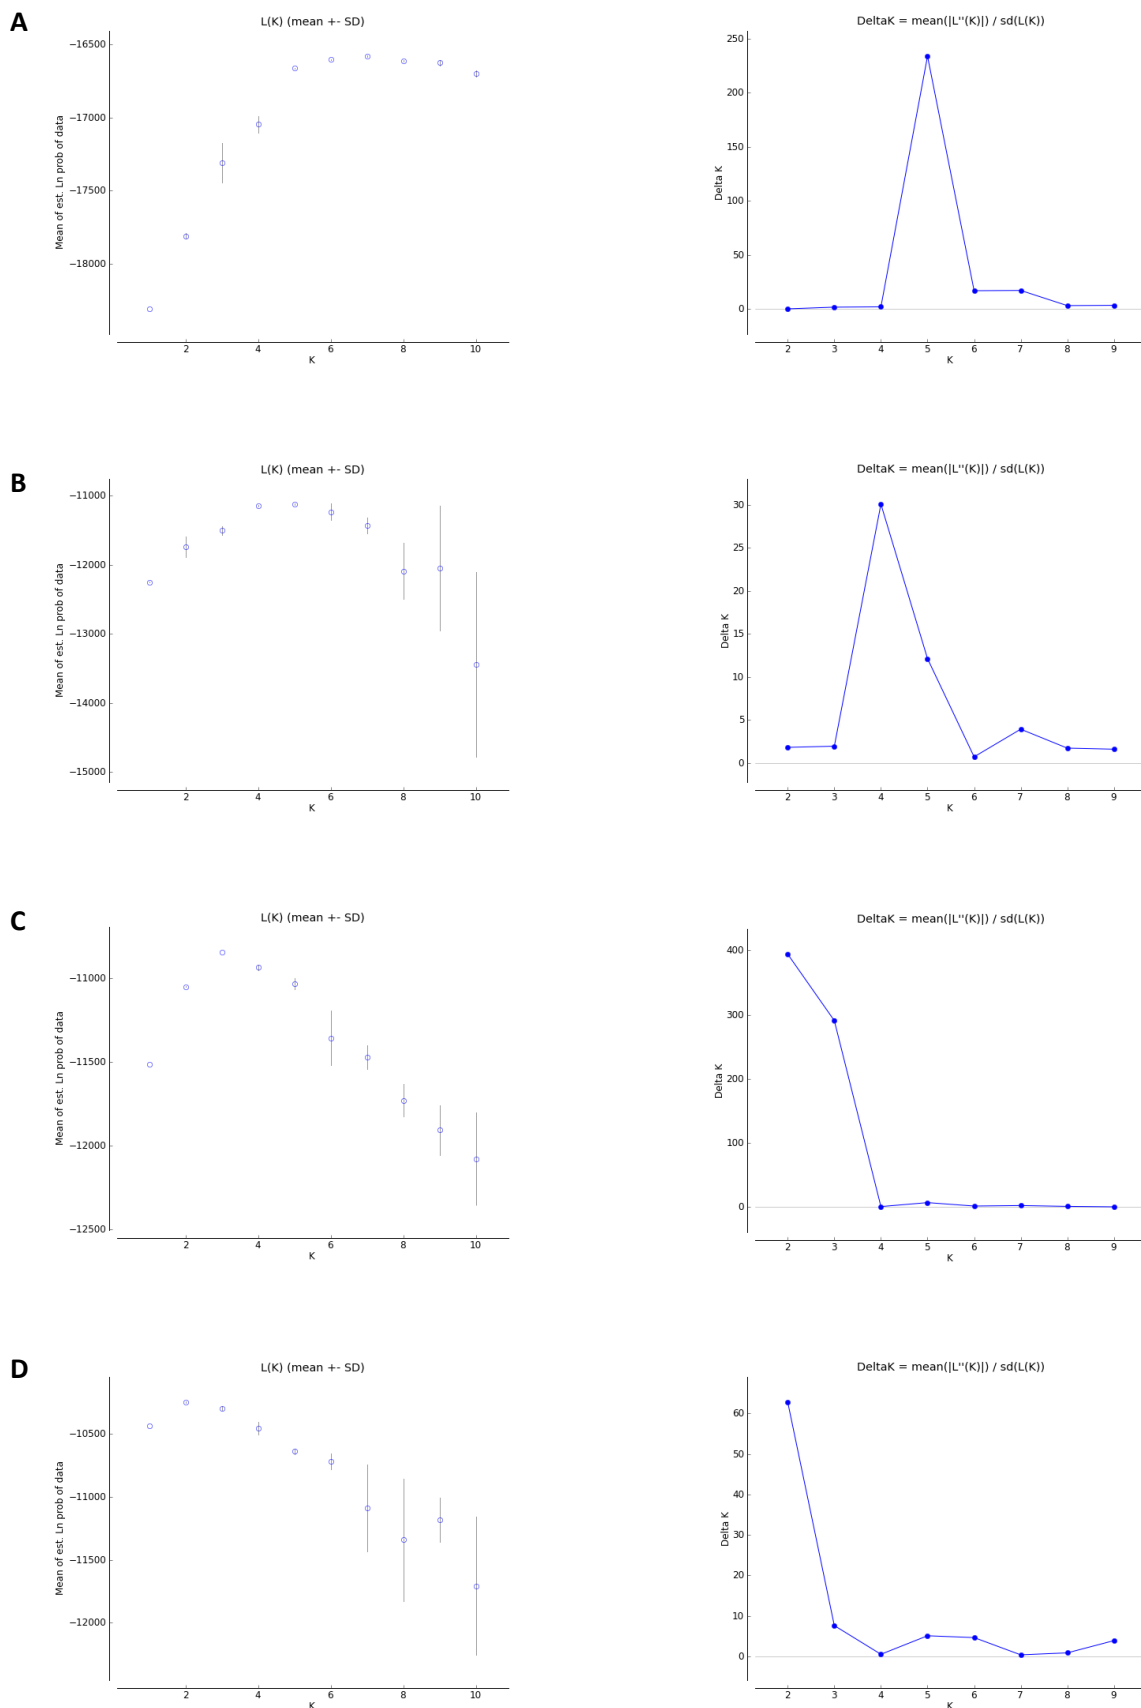 A
L(K) (mean +- SD)
Mean of est. Ln prob of data
−16500
−17000
−17500
−18000
2 4 6 8 10
K
DeltaK = mean(|L''(K)|) / sd(L(K))
Delta K
250
200
150
100
50
0
2 3 4 5 6 7 8 9
K
B
L(K) (mean +- SD)
Mean of est. Ln prob of data
−11000
−12000
−13000
−14000
−15000
2 4 6 8 10
K
DeltaK = mean(|L''(K)|) / sd(L(K))
Delta K
30
25
20
15
10
5
0
2 3 4 5 6 7 8 9
K
C
L(K) (mean +- SD)
Mean of est. Ln prob of data
−11000
−11500
−12000
−12500
2 4 6 8 10
K
DeltaK = mean(|L''(K)|) / sd(L(K))
Delta K
400
300
200
100
0
2 3 4 5 6 7 8 9
K
D
L(K) (mean +- SD)
Mean of est. Ln prob of data
−10500
−11000
−11500
−12000
2 4 6 8 10
K
DeltaK = mean(|L''(K)|) / sd(L(K))
Delta K
60
50
40
30
20
10
0
2 3 4 5 6 7 8 9
K